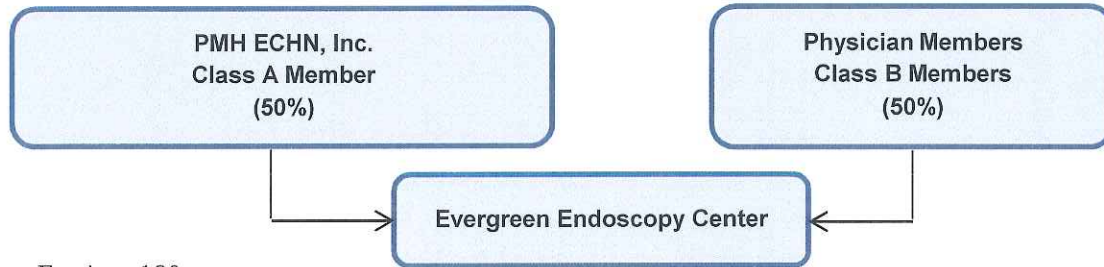 PMH ECHN, Inc.
Class A Member
(50%)
Physician Members
Class B Members
(50%)
Evergreen Endoscopy Center